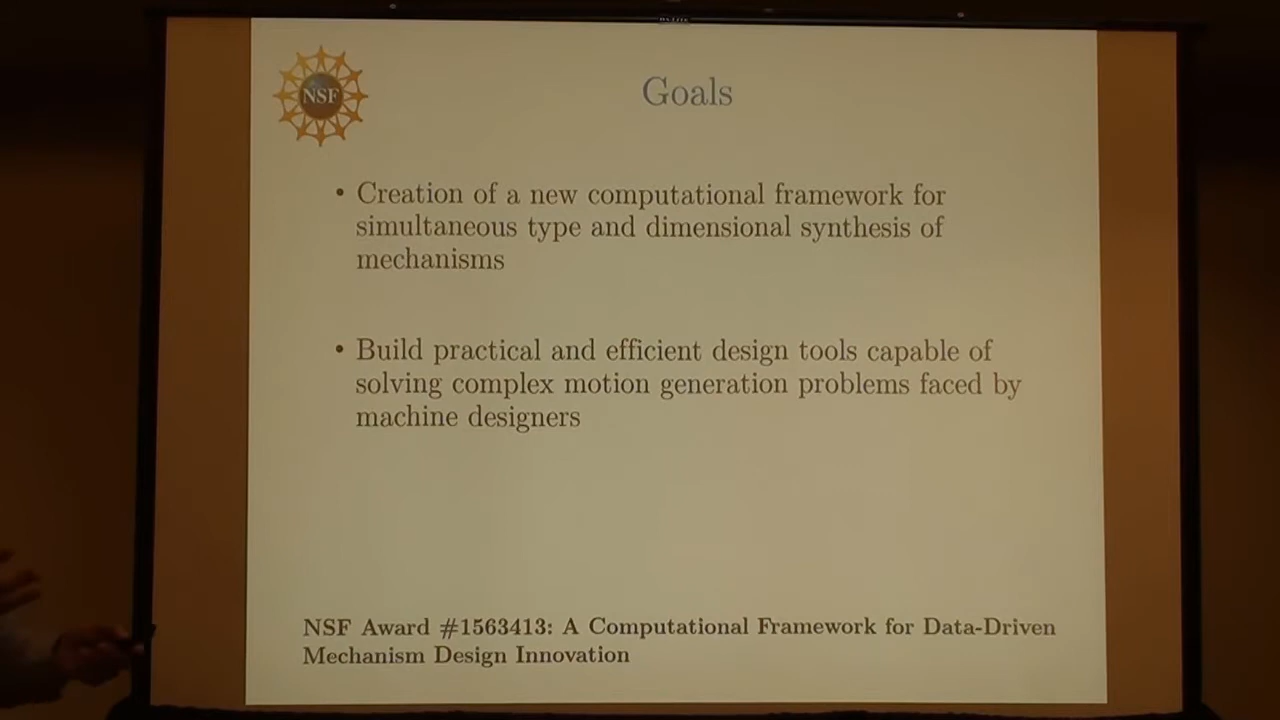 NSF
Goals
• Creation of a new computational framework for
simultaneous type and dimensional synthesis of
mechanisms
• Build practical and efficient design tools capable of
solving complex motion generation problems faced by
machine designers
NSF Award #1563413: A Computational Framework for Data-Driven
Mechanism Design Innovation